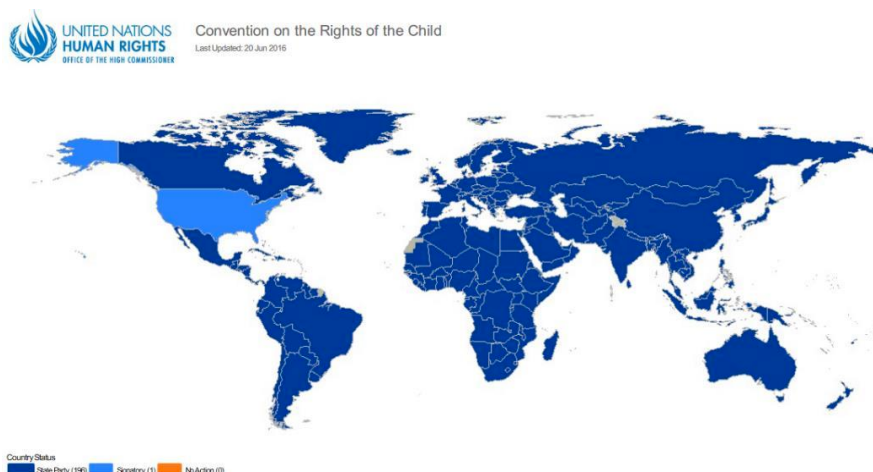 UNITED NATIONS
HUMAN RIGHTS
OFFICE OF THE HIGH COMMISSIONER
Convention on the Rights of the Child
Last Updated: 20 Jun 2016
Country Status
State Party (196) Signatory (1) No Action (0)